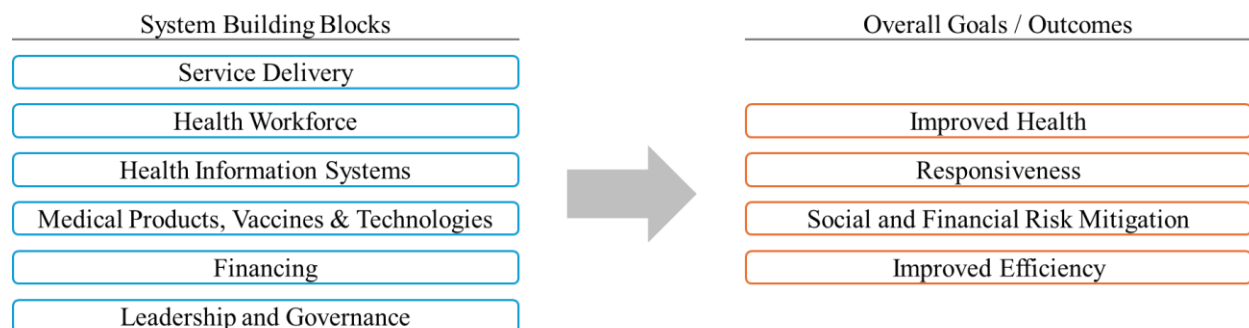 System Building Blocks
Service Delivery
Health Workforce
Health Information Systems
Medical Products, Vaccines & Technologies
Financing
Leadership and Governance
Overall Goals / Outcomes
Improved Health
Responsiveness
Social and Financial Risk Mitigation
Improved Efficiency